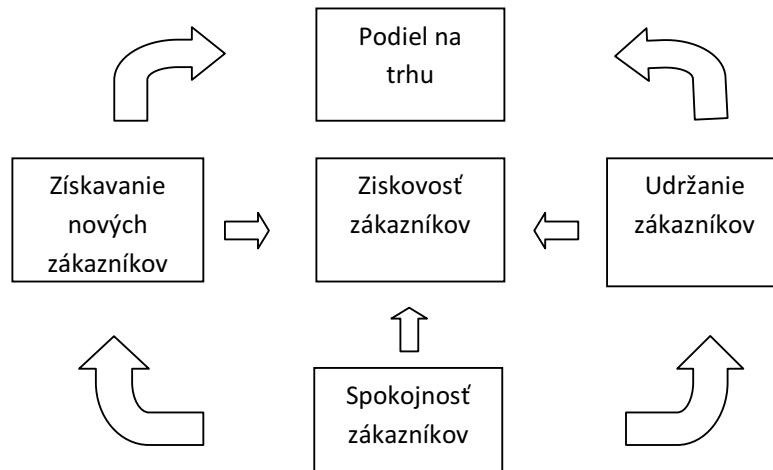 Podiel na
trhu
Získavanie
nových
zákazníkov
Ziskovosť
zákazníkov
Udržanie
zákazníkov
Spokojnosť
zákazníkov